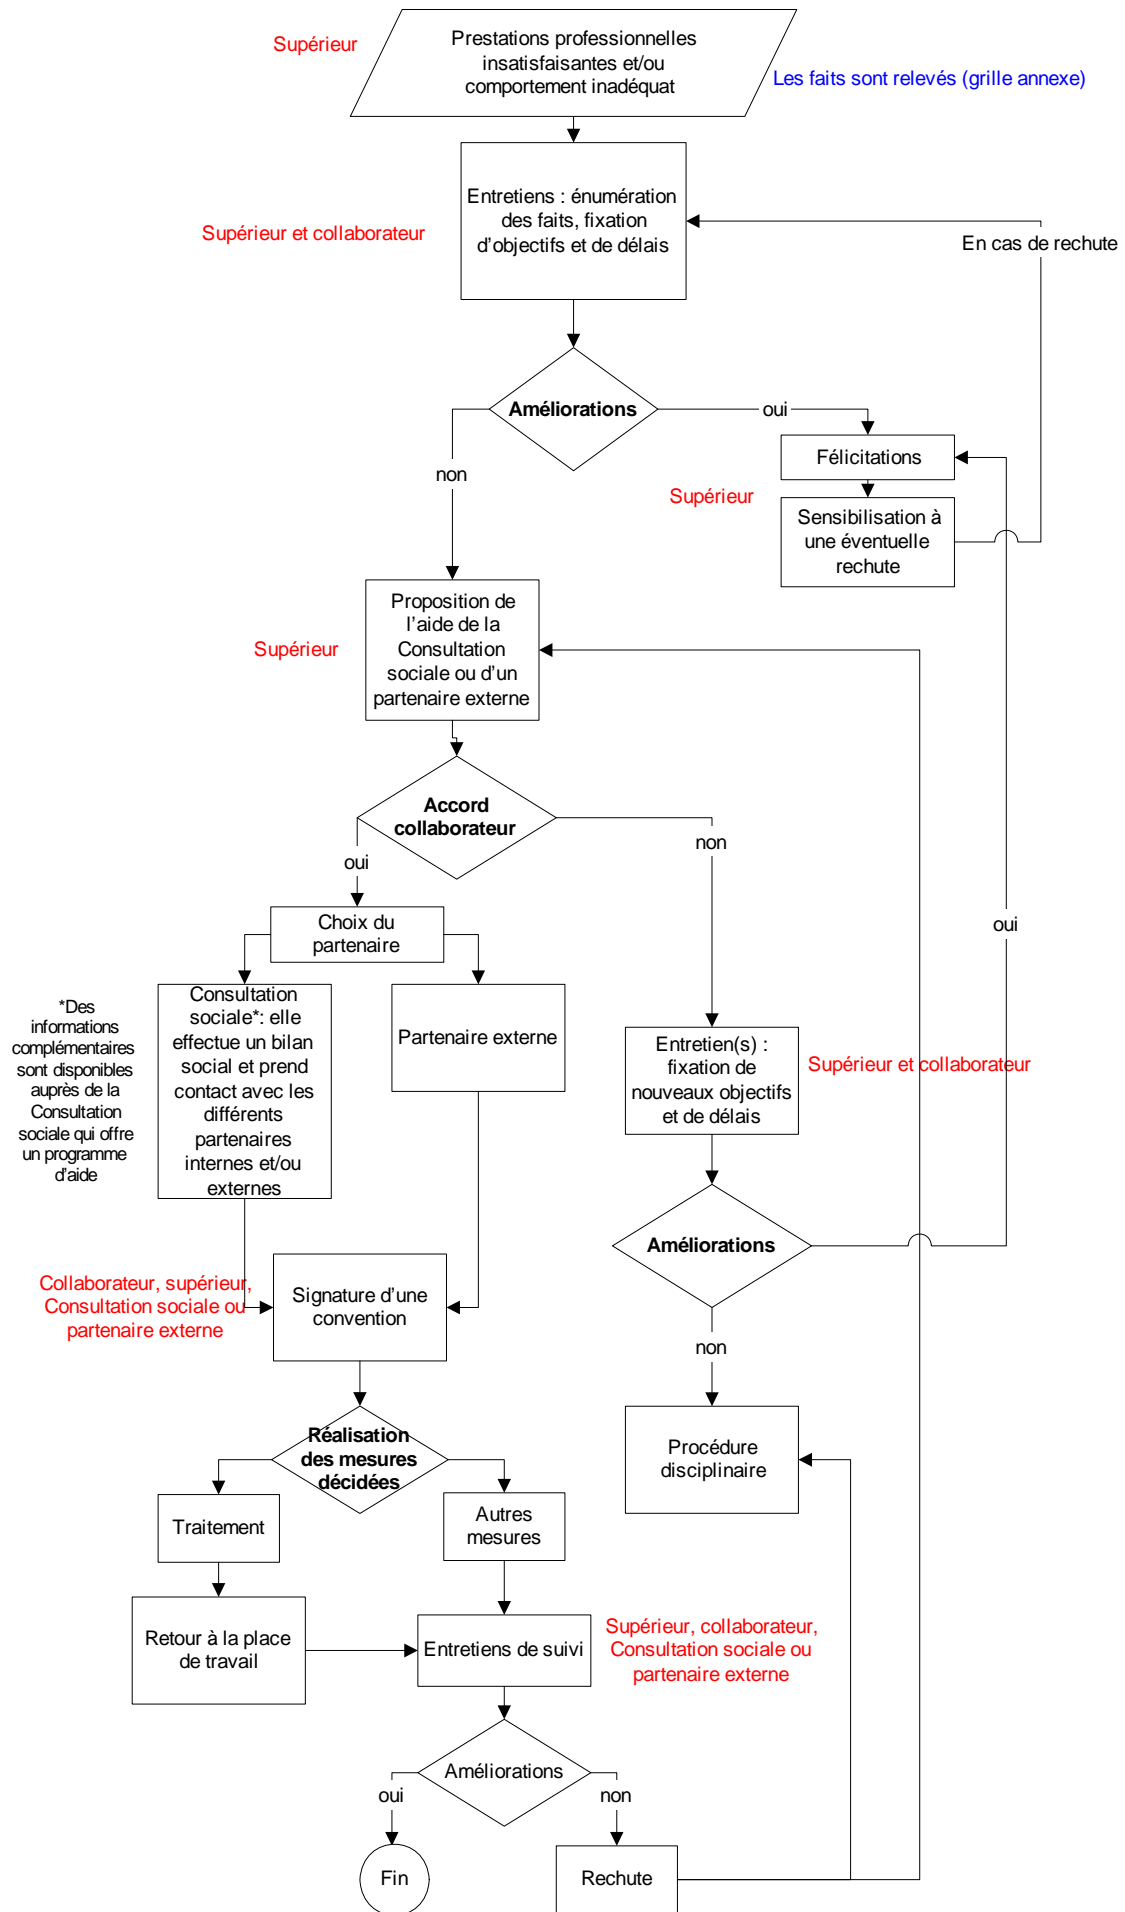 Supérieur
Prestations professionnelles
insatisfaisantes et/ou
comportement inadéquat
Les faits sont relevés (grille annexe)
Supérieur et collaborateur
Entretiens : énumération
des faits, fixation
d'objectifs et de délais
En cas de rechute
Améliorations
oui
non
Félicitations
Supérieur
Sensibilisation à
une éventuelle
rechute
Supérieur
Proposition de
l'aide de la
Consultation
sociale ou d'un
partenaire externe
Accord
collaborateur
oui
non
Choix du
partenaire
oui
*Des
informations
complémentaires
sont disponibles
auprès de la
Consultation
sociale qui offre
un programme
d'aide
Consultation
sociale*: elle
effectue un bilan
social et prend
contact avec les
différents
partenaires
internes et/ou
externes
Partenaire externe
Entretien(s) :
fixation de
nouveaux objectifs
et de délais
Supérieur et collaborateur
Améliorations
non
Collaborateur, supérieur,
Consultation sociale ou
partenaire externe
Signature d'une
convention
Procédure
disciplinaire
Réalisation
des mesures
décidées
Traitement
Autres
mesures
Retour à la place
de travail
Entretiens de suivi
Supérieur, collaborateur,
Consultation sociale ou
partenaire externe
Améliorations
oui
non
Fin
Rechute